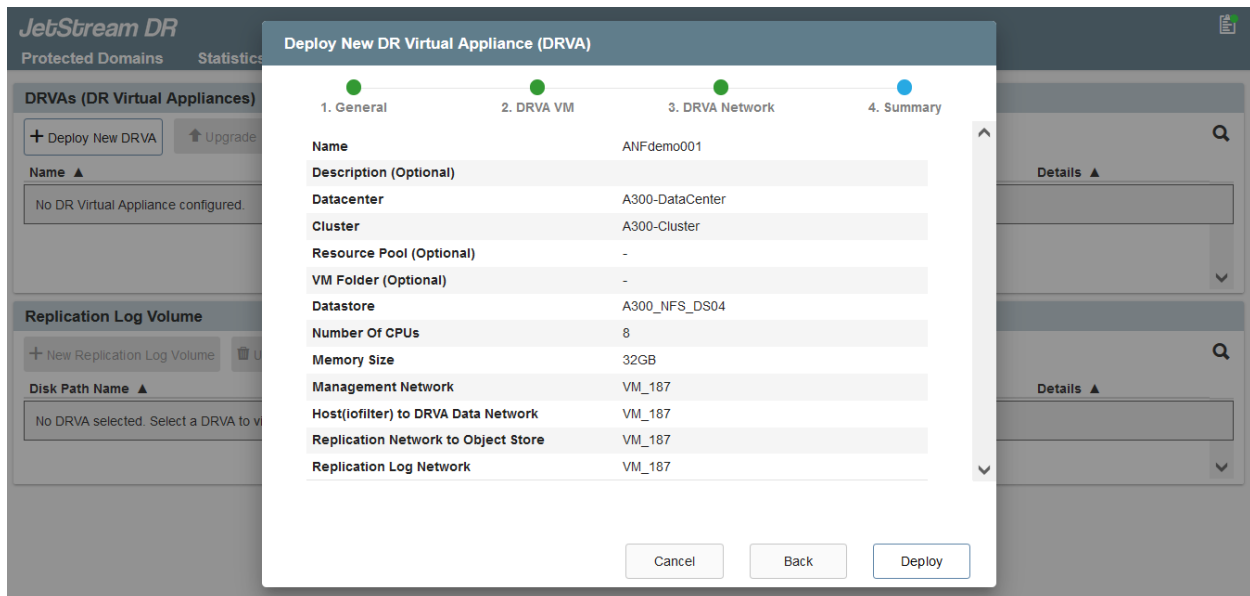 JetStream DR
Protected Domains Statistics
DRVAs (DR Virtual Appliances)
+ Deploy New DRVA Upgrade
Name ▲ Details ▲
No DR Virtual Appliance configured.
Replication Log Volume
+ New Replication Log Volume
Disk Path Name ▲ Details ▲
No DRVA selected. Select a DRVA to
Deploy New DR Virtual Appliance (DRVA)
1. General 2. DRVA VM 3. DRVA Network 4. Summary
Name ANFdemo001
Description (Optional)
Datacenter A300-DataCenter
Cluster A300-Cluster
Resource Pool (Optional) -
VM Folder (Optional) -
Datastore A300_NFS_DS04
Number Of CPUs 8
Memory Size 32GB
Management Network VM_187
Host(iofilter) to DRVA Data Network VM_187
Replication Network to Object Store VM_187
Replication Log Network VM_187
Cancel Back Deploy